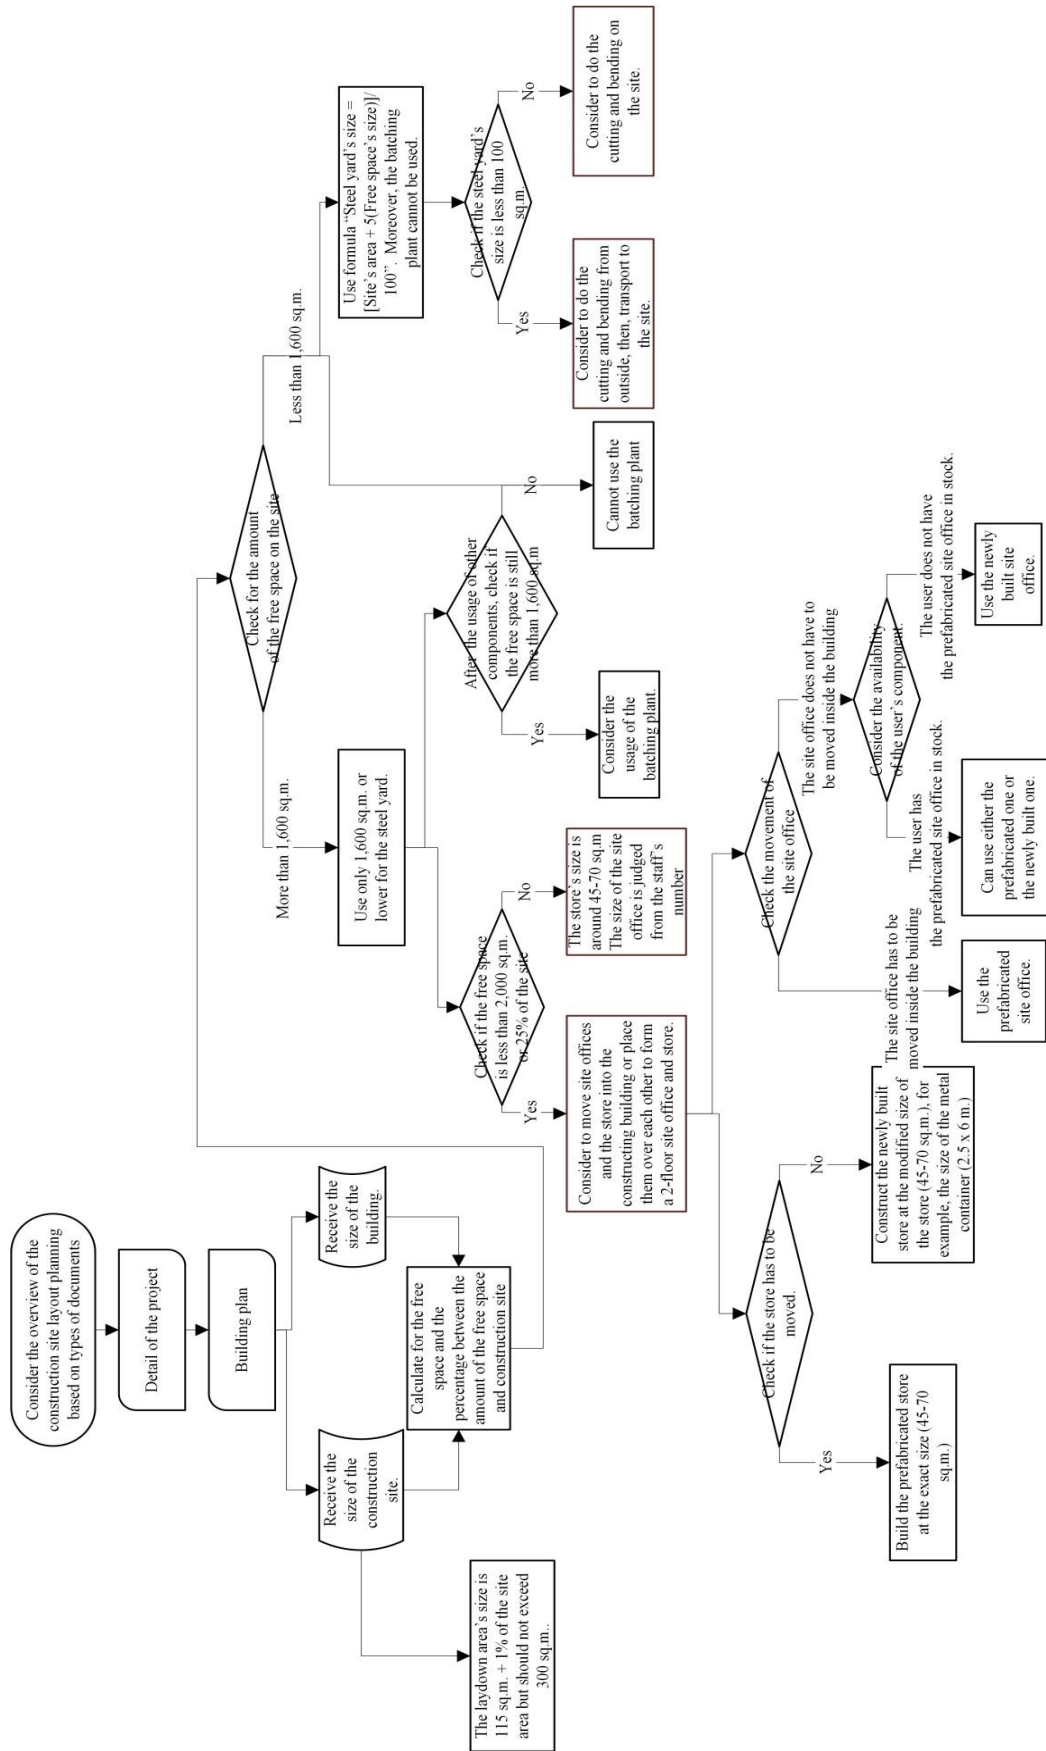 Consider the overview of the
construction site layout planning
based on types of documents
Detail of the project
Building plan
Receive the
size of the
construction
site.
Receive the
size of the
building.
The laydown area's size is
115 sq.m. + 1% of the site
area but should not exceed
300 sq.m..
Calculate for the free
space and the
percentage between the
amount of the free space
and construction site
Check for the amount
of the free space on the site
More than 1,600 sq.m.
Less than 1,600 sq.m.
Use only 1,600 sq.m. or
lower for the steel yard.
Use formula “Steel yard's size =
[Site's area + 5(Free space's size)]/
100”. Moreover, the batching
plant cannot be used.
Check if the free space
is less than 2,000 sq.m.
or 25% of the site
Yes
No
After the usage of other
components, check if
the free space is still
more than 1,600 sq.m
Yes
No
Check if the steel yard's
size is less than 100
sq.m.
Yes
No
Consider to move site offices
and the store into the
constructing building or place
them over each other to form
a 2-floor site office and store.
The store's size is
around 45-70 sq.m
The size of the site
office is judged
from the staff's
number
Consider the
usage of the
batching plant.
Cannot use the
batching plant
Consider to do the
cutting and bending from
outside, then, transport to
the site.
Consider to do the
cutting and bending on
the site.
Check if the store has to be
moved.
Yes
No
Check the movement of
the site office
The site office has to be
moved inside the building
The site office does not have to
be moved inside the building
Build the prefabricated store
at the exact size (45-70
sq.m.)
Construct the newly built
store at the modified size of
the store (45-70 sq.m.), for
example, the size of the metal
container (2.5 x 6 m.)
Use the
prefabricated
site office.
Consider the availability
of the user's component.
The user has
the prefabricated site office in stock.
The user does not have
the prefabricated site office in stock.
Can use either the
prefabricated one or
the newly built one.
Use the newly
built site
office.